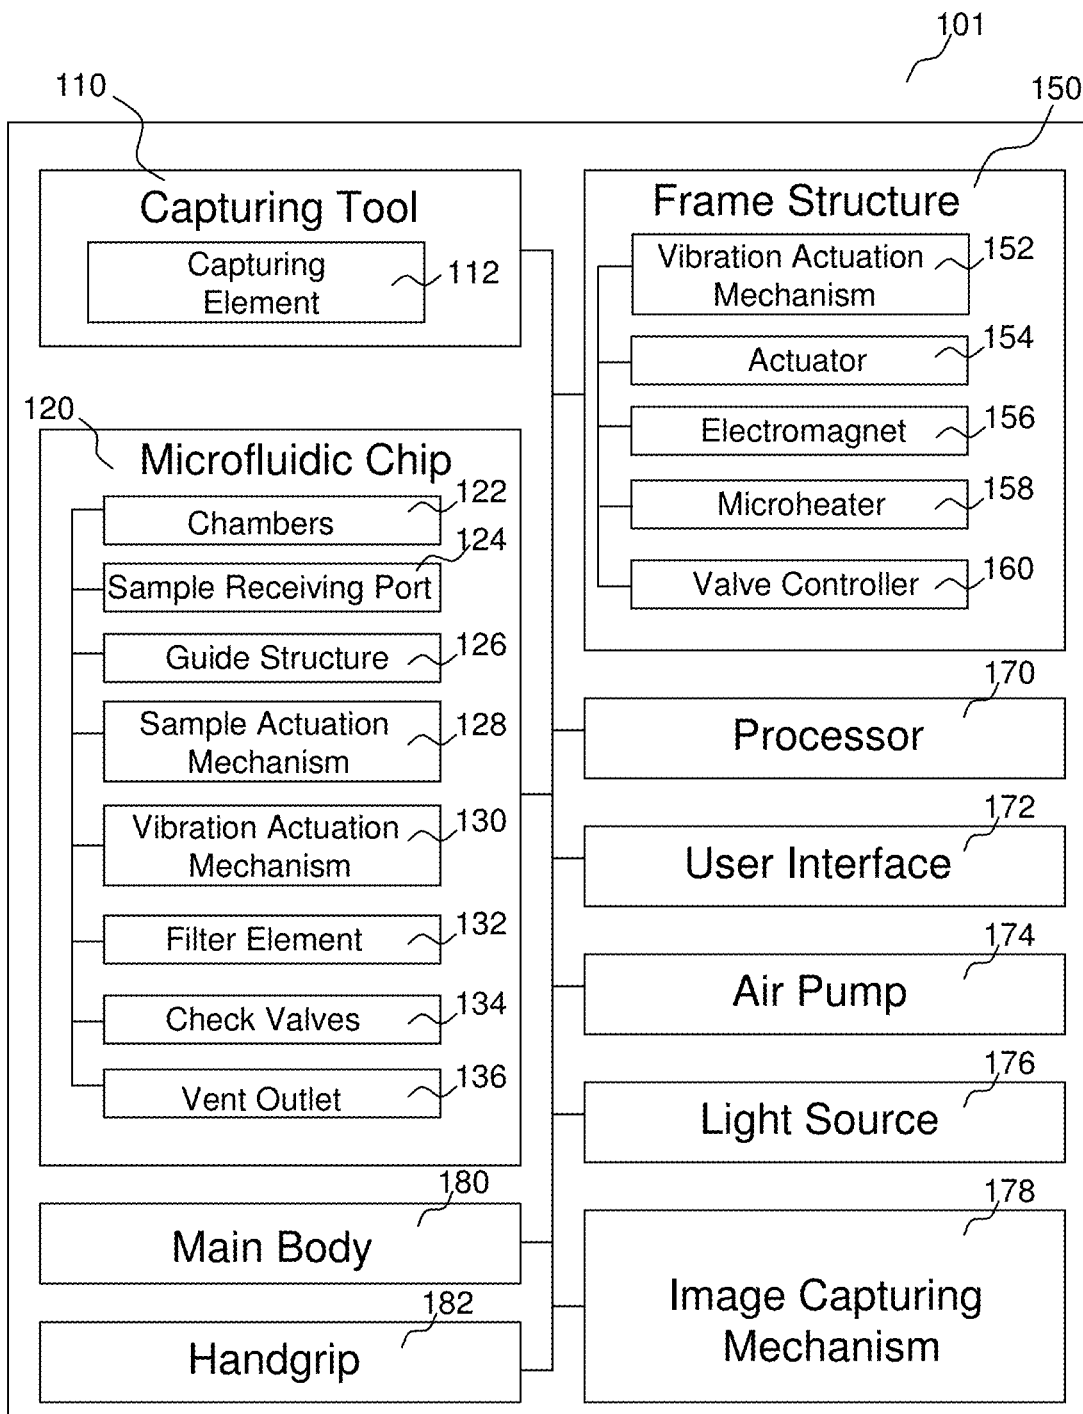 101
110
150
Capturing Tool
Capturing
Element
112
Frame Structure
Vibration Actuation
Mechanism
152
Actuator
154
Electromagnet
156
Microheater
158
Valve Controller
160
120
Microfluidic Chip
Chambers
122
Sample Receiving Port
124
Guide Structure
126
Sample Actuation
Mechanism
128
Vibration Actuation
Mechanism
130
Filter Element
132
Check Valves
134
Vent Outlet
136
170
Processor
172
User Interface
174
Air Pump
176
Light Source
178
Image Capturing
Mechanism
180
Main Body
182
Handgrip